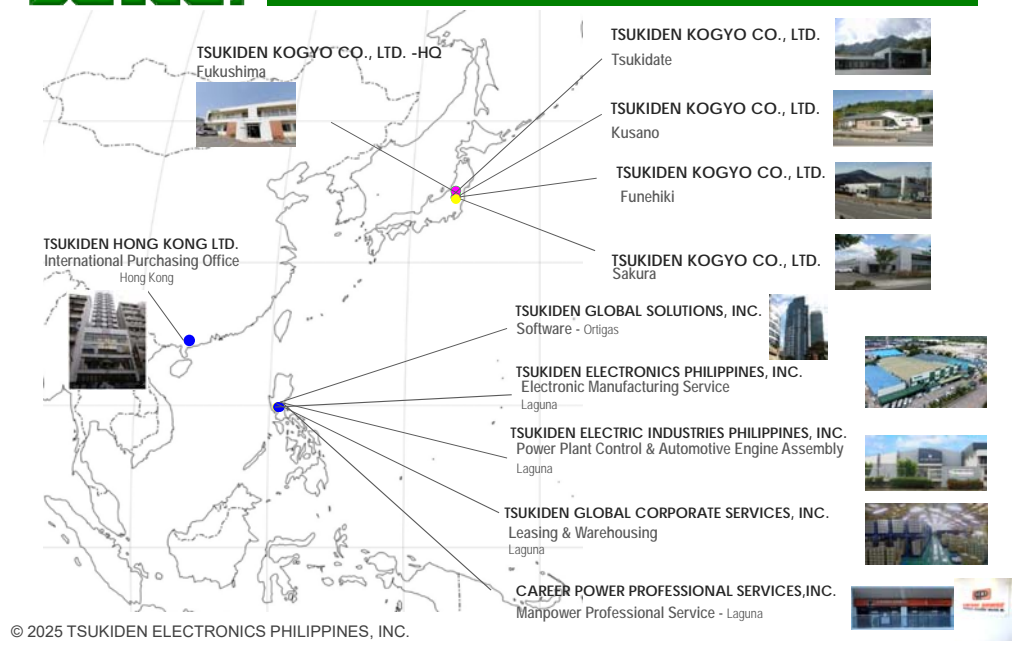 TSUKIDEN KOGYO CO., LTD. -HQ
Fukushima
TSUKIDEN KOGYO CO., LTD.
Tsukidate
TSUKIDEN KOGYO CO., LTD.
Kusano
TSUKIDEN KOGYO CO., LTD.
Funehiki
TSUKIDEN KOGYO CO., LTD.
Sakura
TSUKIDEN HONG KONG LTD.
International Purchasing Office
Hong Kong
TSUKIDEN GLOBAL SOLUTIONS, INC.
Software - Ortigas
TSUKIDEN ELECTRONICS PHILIPPINES, INC.
Electronic Manufacturing Service
Laguna
TSUKIDEN ELECTRIC INDUSTRIES PHILIPPINES, INC.
Power Plant Control & Automotive Engine Assembly
Laguna
TSUKIDEN GLOBAL CORPORATE SERVICES, INC.
Leasing & Warehousing
Laguna
CAREER POWER PROFESSIONAL SERVICES,INC.
Manpower Professional Service - Laguna
© 2025 TSUKIDEN ELECTRONICS PHILIPPINES, INC.